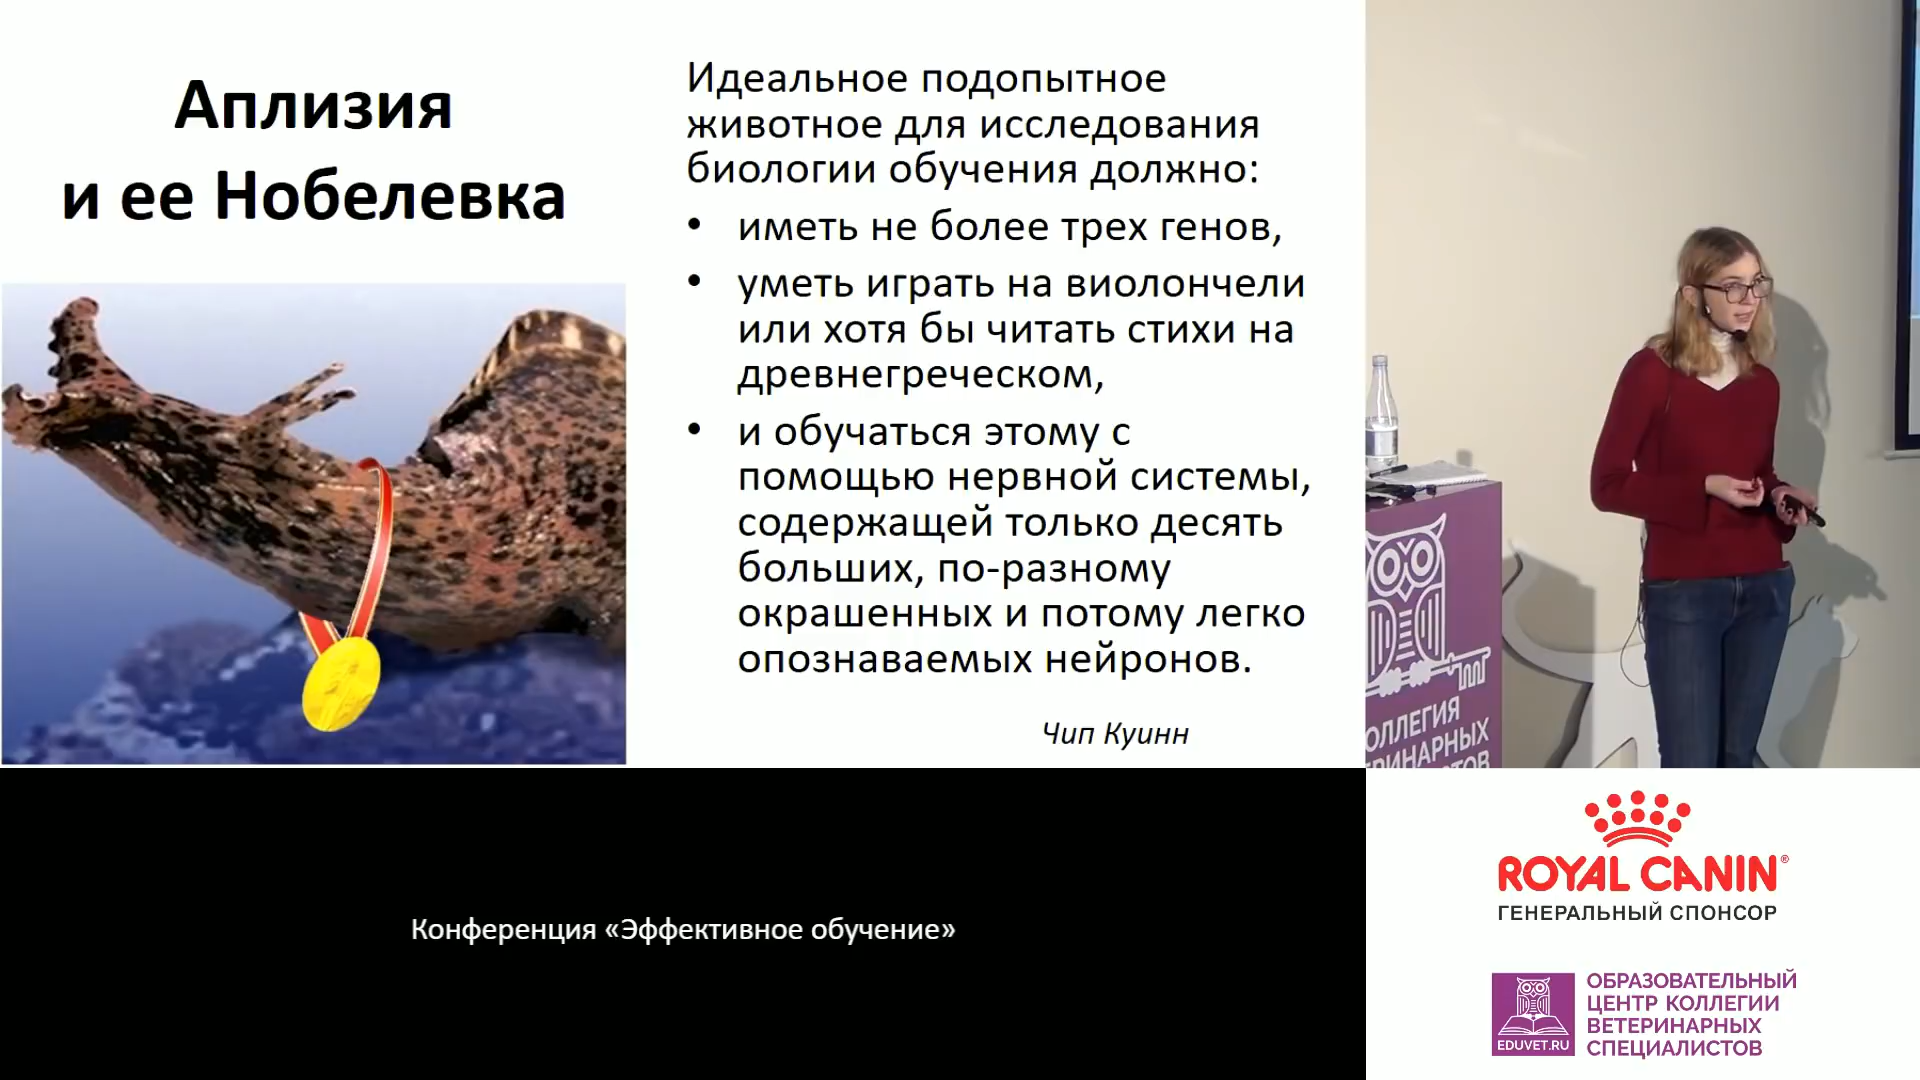 Аплизия
и ее Нобелевка
Идеальное подопытное
животное для исследования
биологии обучения должно:
• иметь не более трех генов,
• уметь играть на виолончели
или хотя бы читать стихи на
древнегреческом,
• и обучаться этому с
помощью нервной системы,
содержащей только десять
больших, по-разному
окрашенных и потому легко
опознаваемых нейронов.
Чип Куинн
Конференция «Эффективное обучение»
ROYAL CANIN®
ГЕНЕРАЛЬНЫЙ СПОНСОР
EDUVET.RU
ОБРАЗОВАТЕЛЬНЫЙ
ЦЕНТР КОЛЛЕГИИ
ВЕТЕРИНАРНЫХ
СПЕЦИАЛИСТОВ